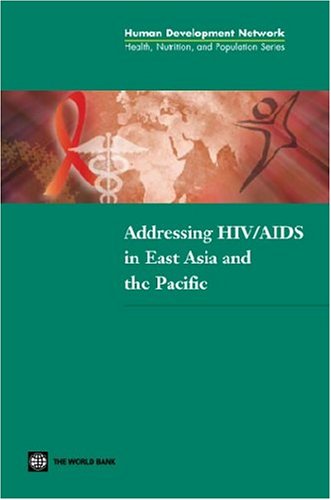 Human Development Network
Health, Nutrition, and Population Series
Addressing HIV/AIDS
in East Asia and
the Pacific
THE WORLD BANK